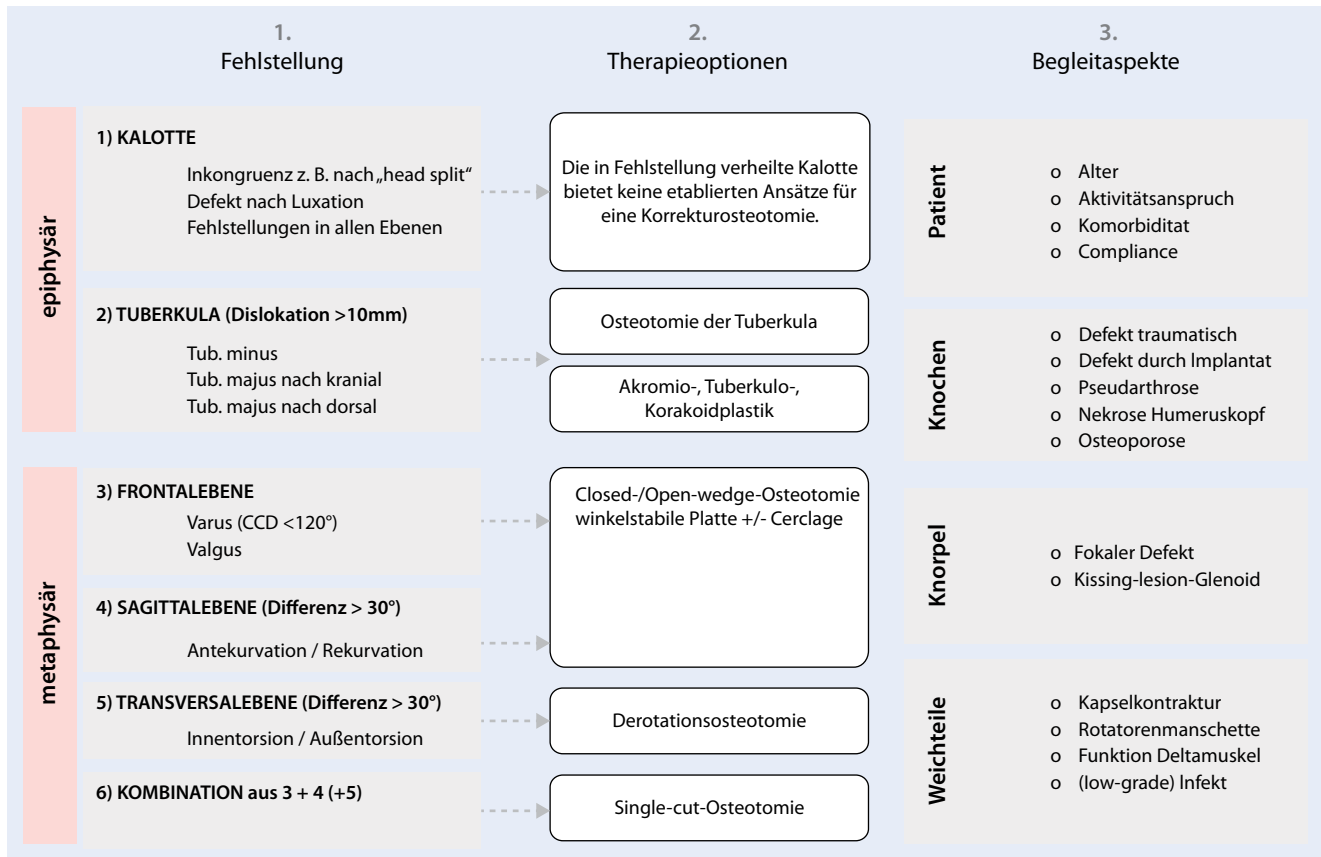 1.
Fehlstellung
2.
Therapieoptionen
3.
Begleitaspekte
epiphysär
1) KALOTTE
Inkongruenz z. B. nach „head split“
Defekt nach Luxation
Fehlstellungen in allen Ebenen
Die in Fehlstellung verheilte Kalotte
bietet keine etablierten Ansätze für
eine Korrekturosteotomie.
2) TUBERKULA (Dislokation >10mm)
Tub. minus
Tub. majus nach kranial
Tub. majus nach dorsal
Osteotomie der Tuberkula
Akromio-, Tuberkulo-,
Korakoidplastik
metaphysär
3) FRONTALEBENE
Varus (CCD <120°)
Valgus
Closed-/Open-wedge-Osteotomie
winkelstabile Platte +/- Cerclage
4) SAGITTALEBENE (Differenz > 30°)
Antekurvation / Rekurvation
5) TRANSVERSALEBENE (Differenz > 30°)
Innentorsion / Außentorsion
Derotationsosteotomie
6) KOMBINATION aus 3 + 4 (+5)
Single-cut-Osteotomie
Patient
o Alter
o Aktivitätsanspruch
o Komorbiditat
o Compliance
Knochen
o Defekt traumatisch
o Defekt durch Implantat
o Pseudarthrose
o Nekrose Humeruskopf
o Osteoporose
Knorpel
o Fokaler Defekt
o Kissing-lesion-Glenoid
Weichteile
o Kapselkontraktur
o Rotatorenmanschette
o Funktion Deltamuskel
o (low-grade) Infekt